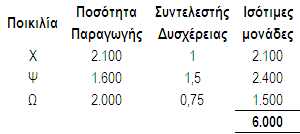 Ποικιλία Ποσότητα Παραγωγής Συντελεστής Δυσχέρειας Ισότιμες μονάδες
Χ 2.100 1 2.100
Ψ 1.600 1,5 2.400
Ω 2.000 0,75 1.500
6.000